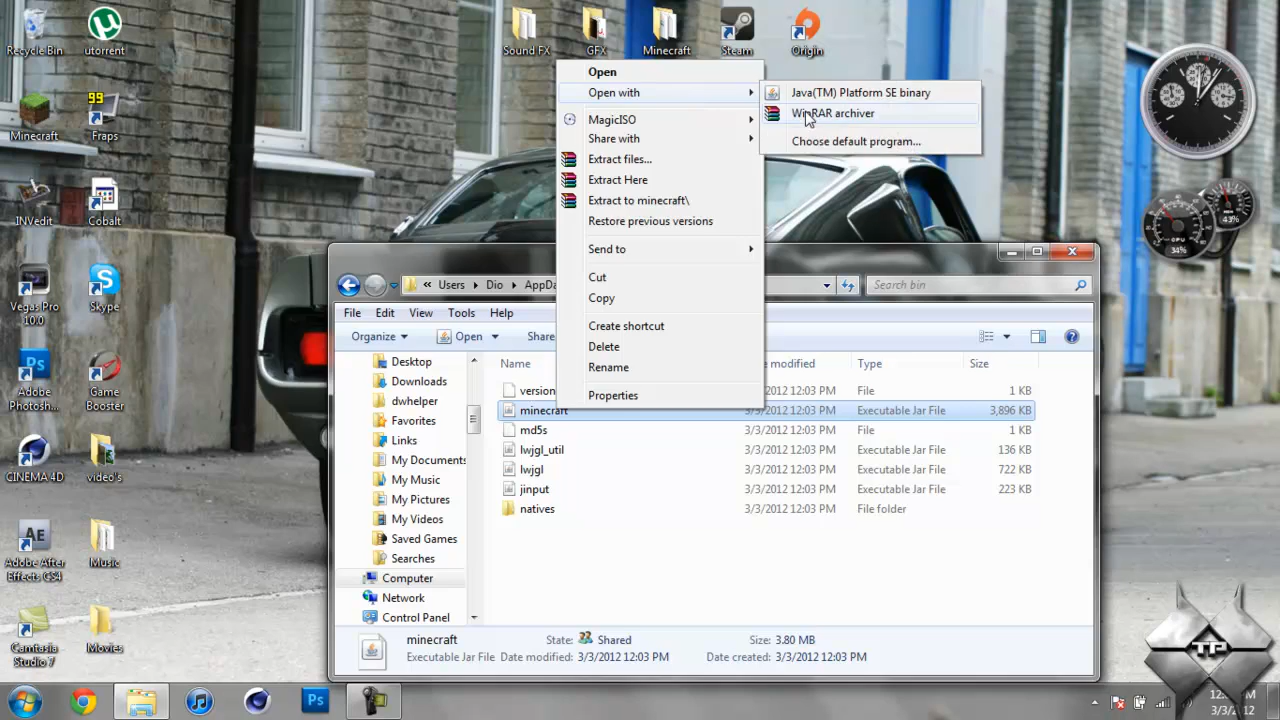 Recycle Bin
utorrent
Sound FX
GFX
Minecraft
Steam
Origin
Minecraft
99
Fraps
INVedit
Cobalt
Vegas Pro
10.0
Skype
Ps
Adobe
Photosh...
Game
Booster
CINEMA 4D
video's
AE
Adobe After
Effects CS4
Music
Camtasia
Studio 7
Movies
Open
Open with
MagicISO
Share with
Extract files...
Extract Here
Extract to minecraft\
Restore previous versions
Send to
Cut
Copy
Create shortcut
Delete
Rename
Properties
Java(TM) Platform SE binary
WinRAR archiver
Choose default program...
CPU
34%
43%
« Users Dio
Search bin
File Edit View Tools Help
Organize Open
Name
Type Size
Desktop
Downloads
dwhelper
Favorites
Links
My Documents
My Music
My Pictures
My Videos
Saved Games
Searches
Computer
Network
Control Panel
version 3/3/2012 12:03 PM File 1 KB
minecraft 3/3/2012 12:03 PM Executable Jar File 3,896 KB
md5s 3/3/2012 12:03 PM File 1 KB
lwjgl_util 3/3/2012 12:03 PM Executable Jar File 136 KB
lwjgl 3/3/2012 12:03 PM Executable Jar File 722 KB
jinput 3/3/2012 12:03 PM Executable Jar File 223 KB
natives 3/3/2012 12:03 PM File folder
minecraft State: Shared Size: 3.80 MB
Executable Jar File Date modified: 3/3/2012 12:03 PM Date created: 3/3/2012 12:03 PM
Ps
TP